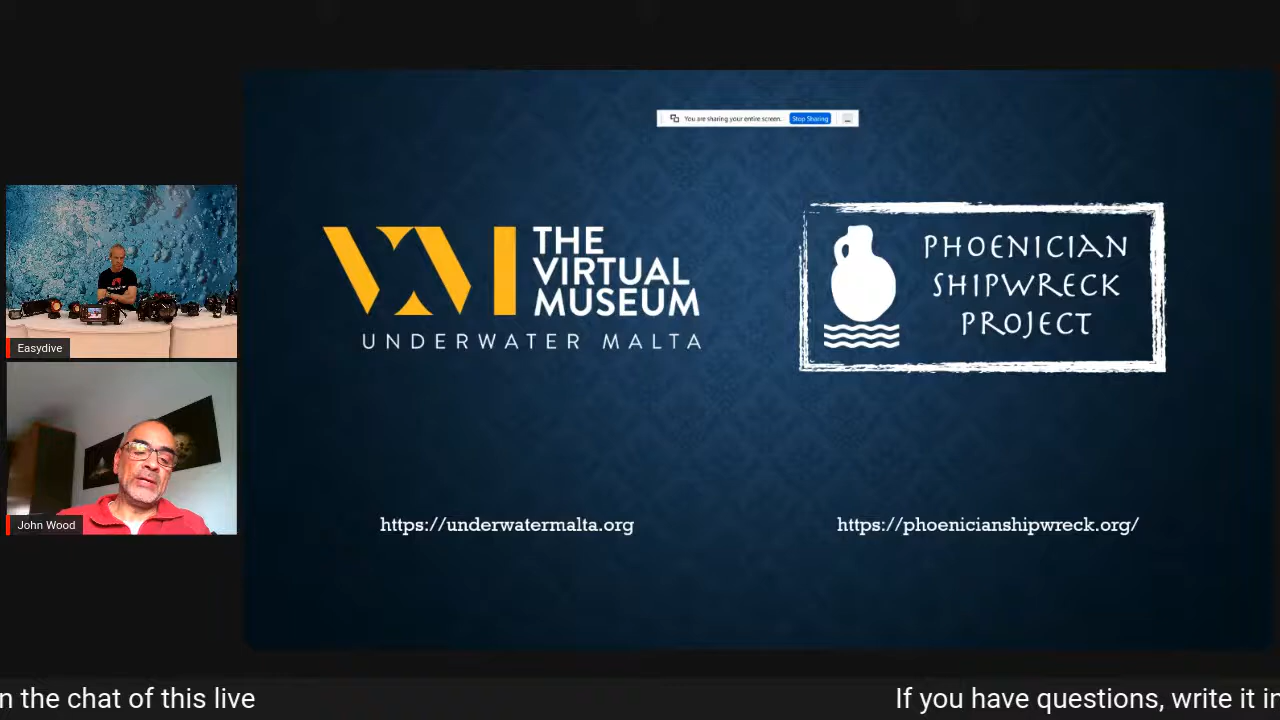 You are sharing your entire screen. Stop Sharing
VM THE VIRTUAL MUSEUM
UNDERWATER MALTA
PHOENICIAN
SHIPWRECK
PROJECT
Easydive
John Wood
https://underwatermalta.org
https://phoenicianshipwreck.org/
n the chat of this live
If you have questions, write it in